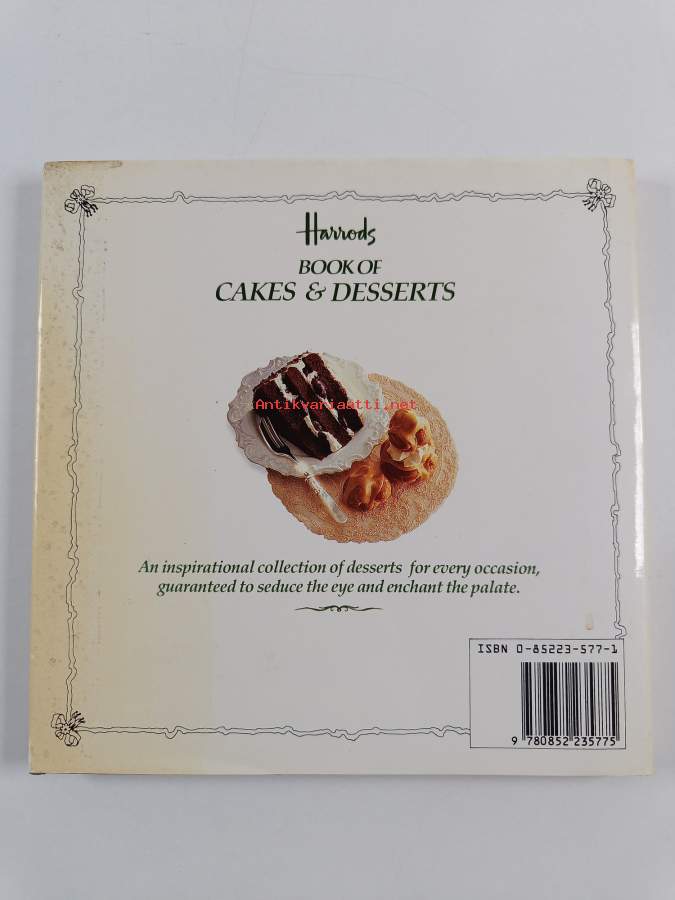 Harrods
BOOK OF
CAKES & DESSERTS
Antikvariaatti.net
An inspirational collection of desserts for every occasion,
guaranteed to seduce the eye and enchant the palate.
ISBN 0-85223-577-1
9 780852 235775